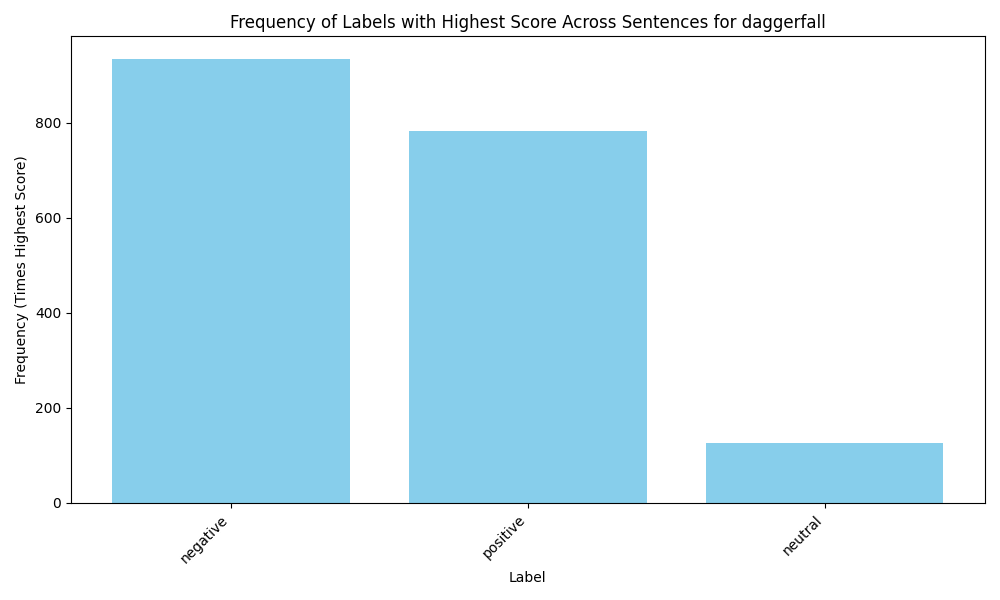 Frequency of Labels with Highest Score Across Sentences for daggerfall
Frequency (Times Highest Score)
800
600
400
200
0
negative
positive
neutral
Label